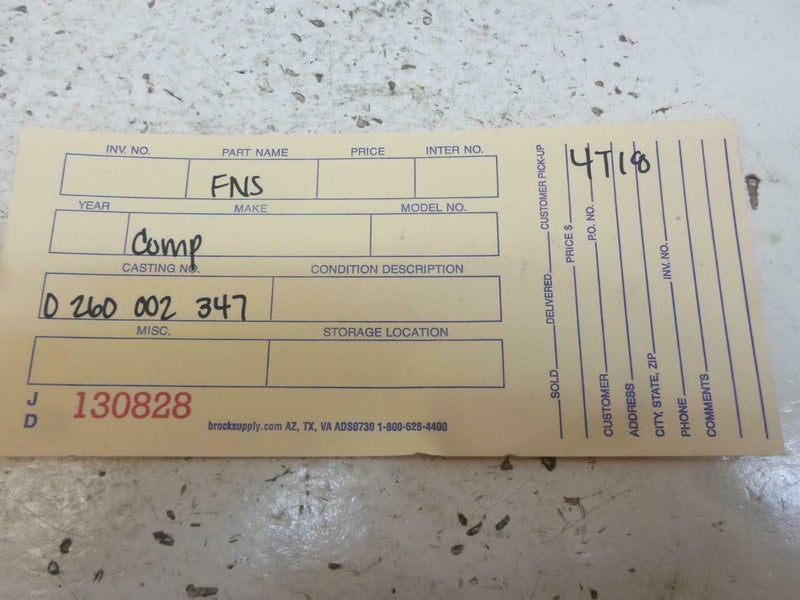 INV. NO. PART NAME PRICE INTER NO.
FNS
YEAR MAKE MODEL NO.
Comp
CASTING NO. CONDITION DESCRIPTION
0 260 002 347
MISC. STORAGE LOCATION
J
D
130828
brocksupply.com AZ, TX, VA ADS0730 1-800-528-4400
SOLD DELIVERED CUSTOMER PICK-UP
PRICE $
4T18
CUSTOMER P.O. NO.
ADDRESS
CITY, STATE, ZIP INV. NO.
PHONE
COMMENTS